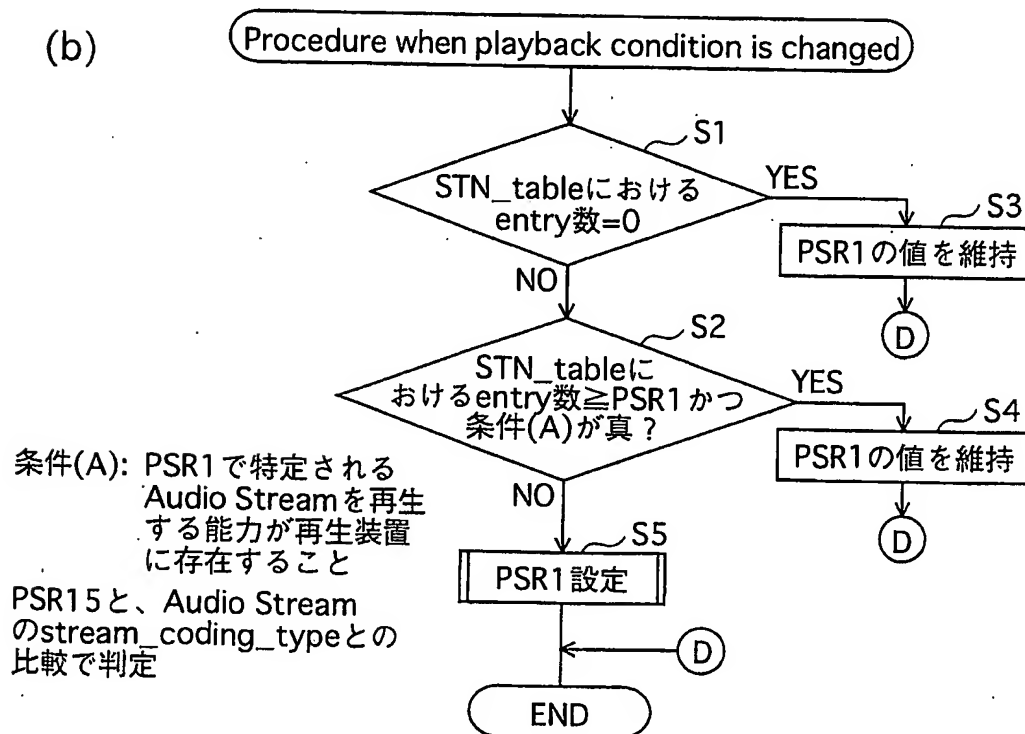 (b)
Procedure when playback condition is changed
S1
STN_tableにおける
entry数=0
YES
S3
PSR1の値を維持
D
NO
S2
STN_tableに
おけるentry数≧PSR1かつ
条件(A)が真?
YES
S4
PSR1の値を維持
D
NO
条件(A): PSR1で特定される
Audio Streamを再生
する能力が再生装置
に存在すること
PSR15と、Audio Stream
のstream_coding_typeとの
比較で判定
S5
PSR1設定
D
END